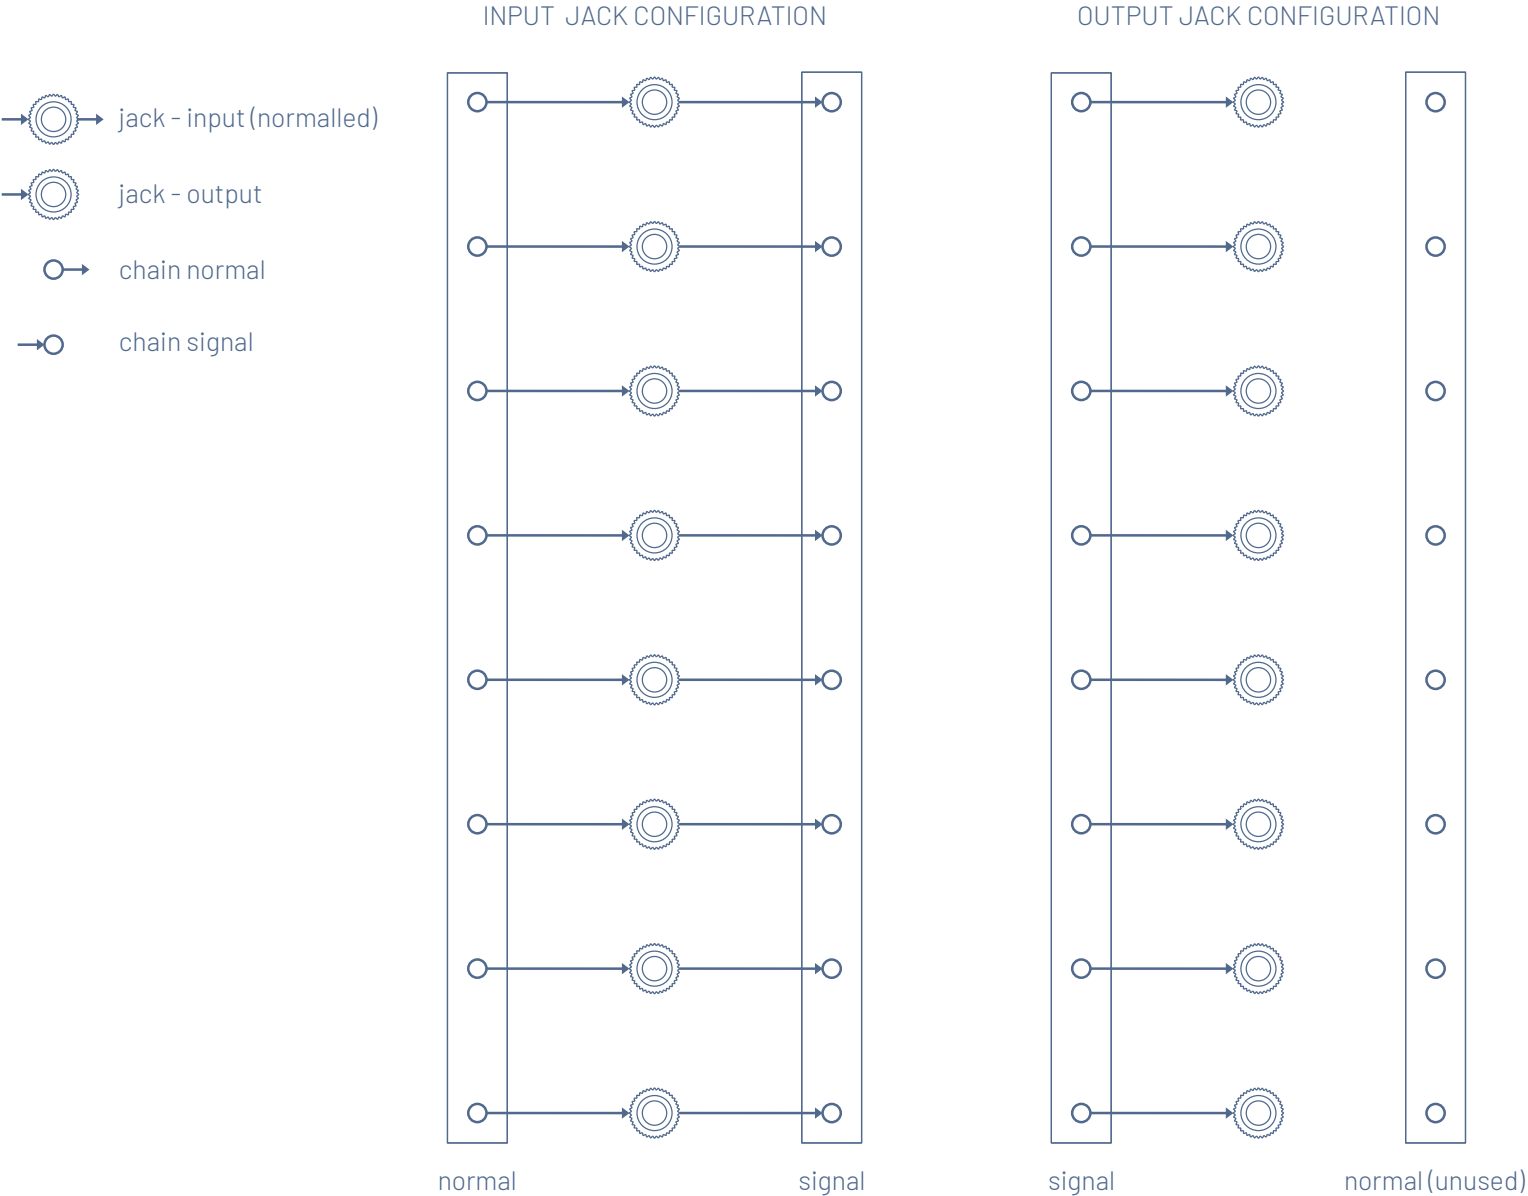 INPUT JACK CONFIGURATION
OUTPUT JACK CONFIGURATION
jack - input (normalled)
jack - output
chain normal
chain signal
normal
signal
signal
normal (unused)